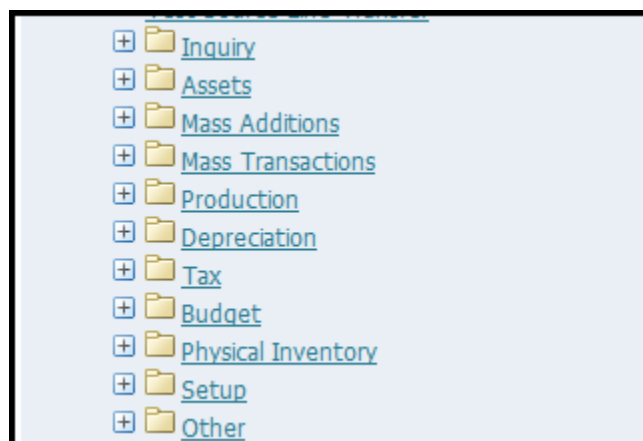 Inquiry
Assets
Mass Additions
Mass Transactions
Production
Depreciation
Tax
Budget
Physical Inventory
Setup
Other